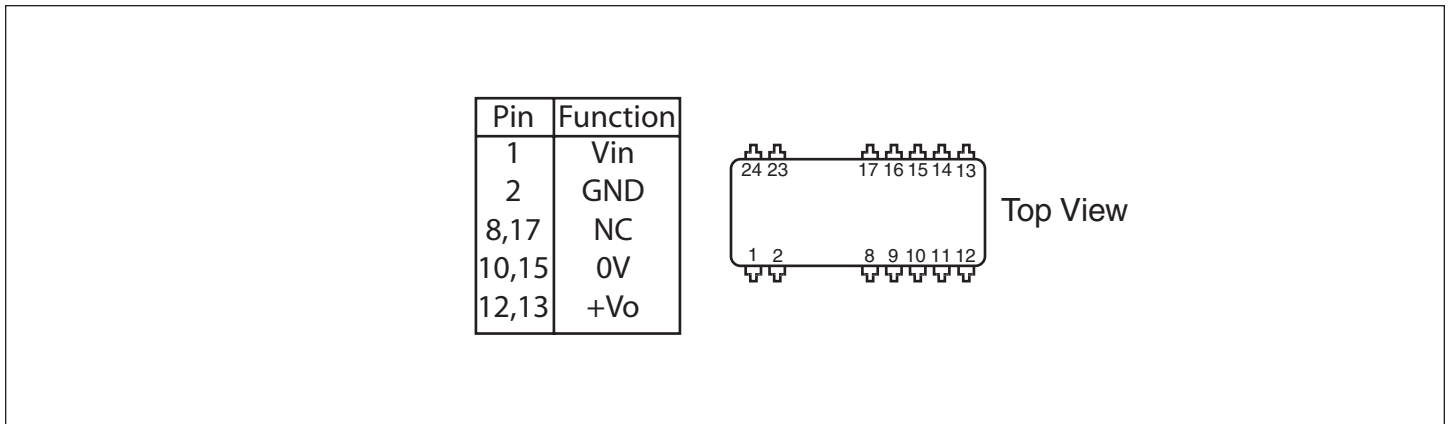 Pin Function
1 Vin
2 GND
8,17 NC
10,15 0V
12,13 +Vo
24 23 17 16 15 14 13
Top View
1 2 8 9 10 11 12